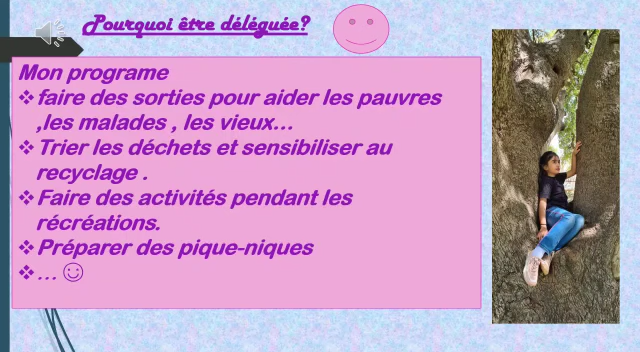 Pourquoi être déléguée?
Mon programe
❖faire des sorties pour aider les pauvres
,les malades , les vieux...
❖Trier les déchets et sensibiliser au
recyclage .
❖Faire des activités pendant les
récréations.
❖Préparer des pique-niques
❖... ☺